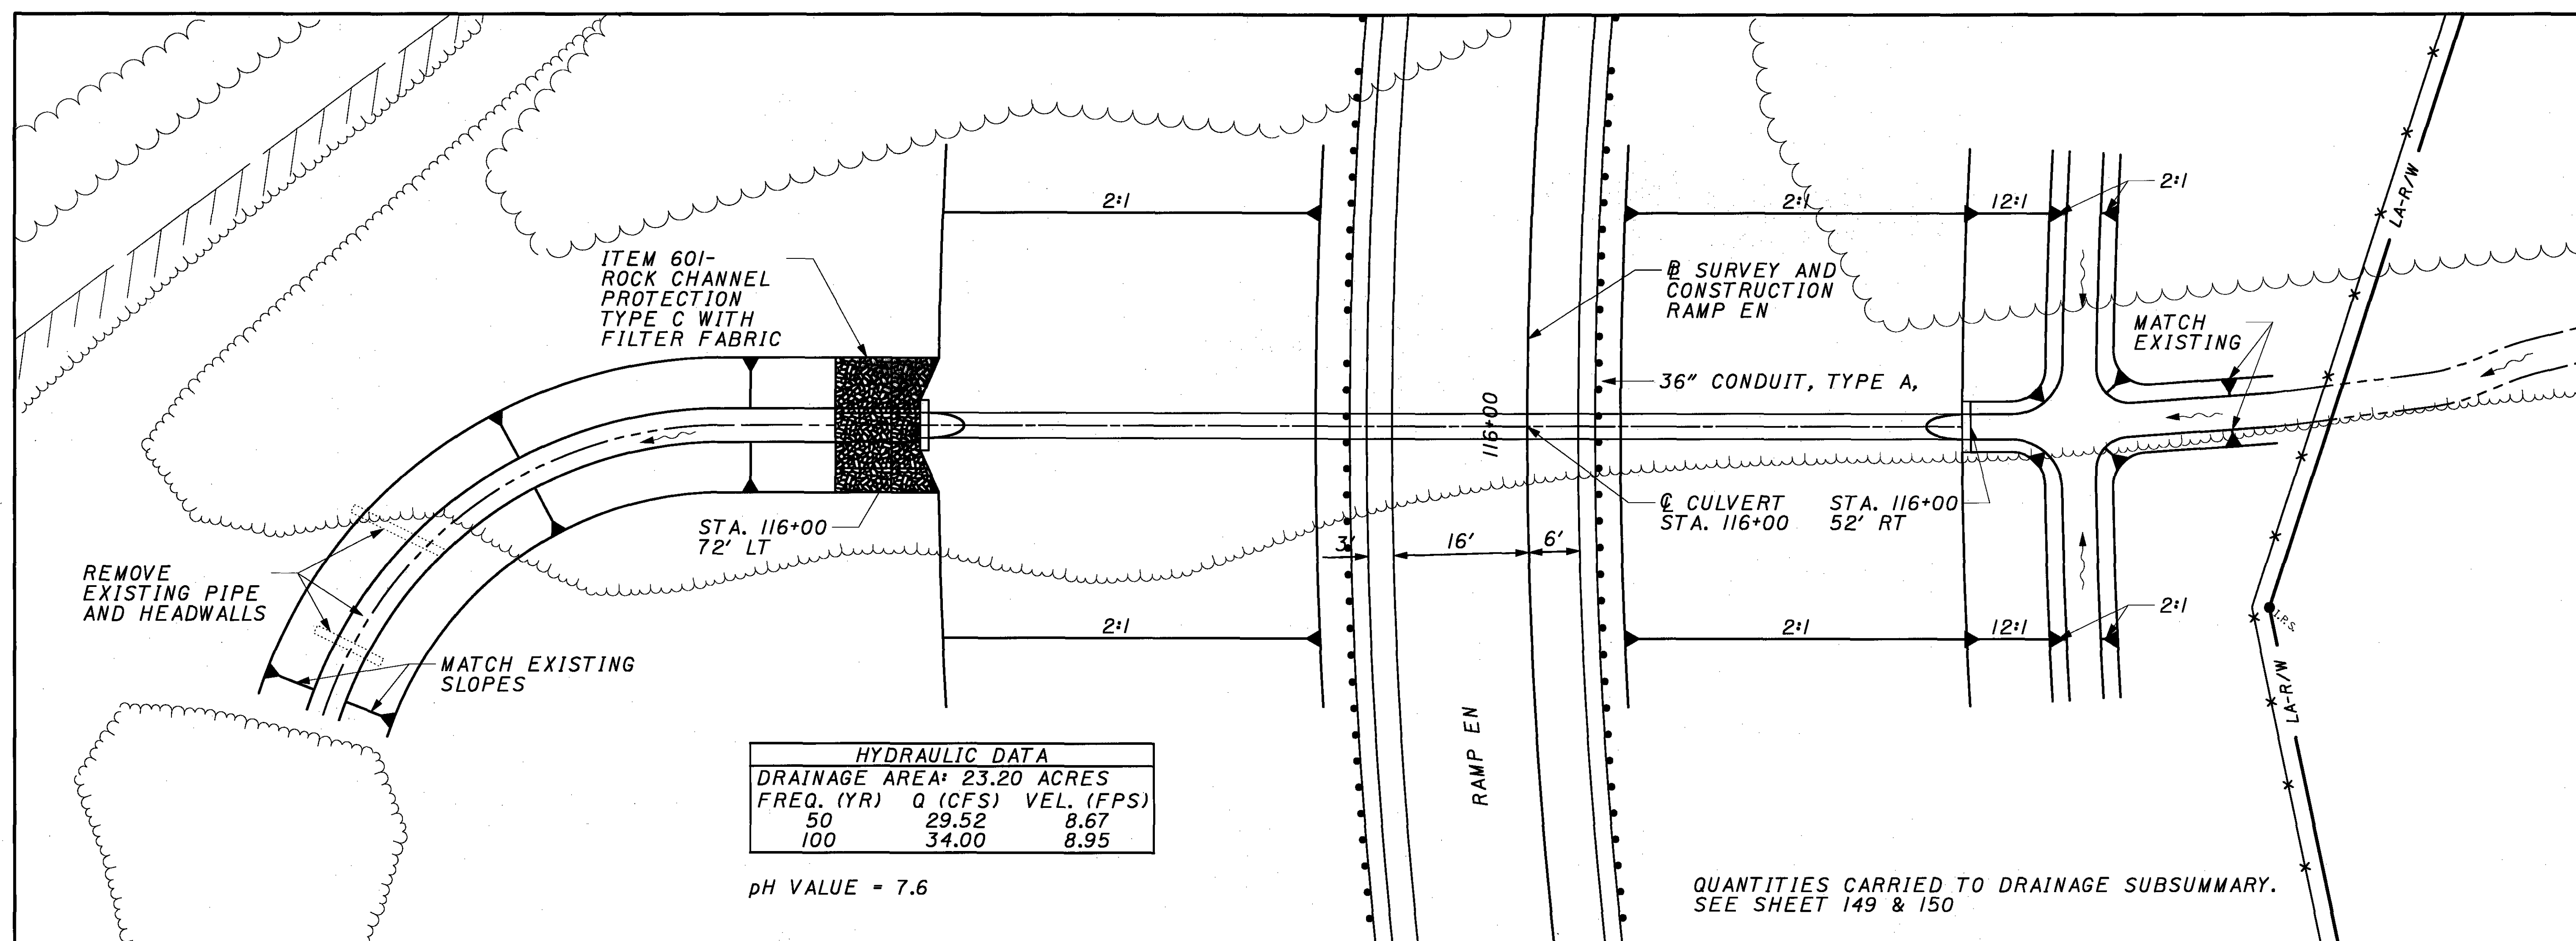 2:1
2:1
12:1
2:1
LA-R/W
ITEM 601-
ROCK CHANNEL
PROTECTION
TYPE C WITH
FILTER FABRIC
BL SURVEY AND
CONSTRUCTION
RAMP EN
MATCH
EXISTING
36" CONDUIT, TYPE A,
116+00
STA. 116+00
72' LT
CL CULVERT
STA. 116+00
STA. 116+00
52' RT
3'
16'
6'
REMOVE
EXISTING PIPE
AND HEADWALLS
2:1
2:1
12:1
2:1
I.P.S.
MATCH EXISTING
SLOPES
LA-R/W
RAMP EN
HYDRAULIC DATA
DRAINAGE AREA: 23.20 ACRES
FREQ. (YR) Q (CFS) VEL. (FPS)
50 29.52 8.67
100 34.00 8.95
pH VALUE = 7.6
QUANTITIES CARRIED TO DRAINAGE SUBSUMMARY.
SEE SHEET 149 & 150